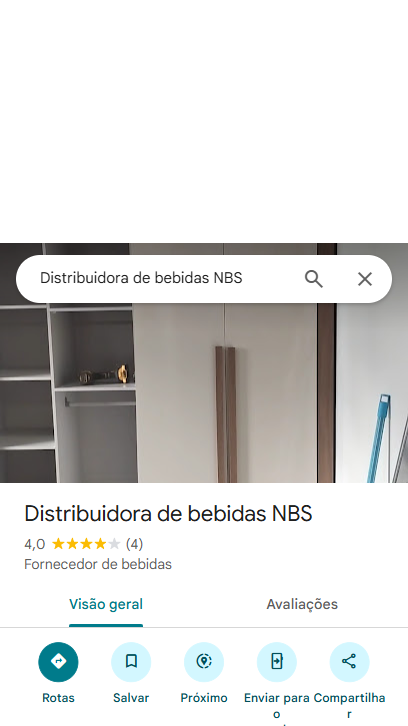 Distribuidora de bebidas NBS
Distribuidora de bebidas NBS
4,0 (4)
Fornecedor de bebidas
Visão geral Avaliações
Rotas Salvar Próximo Enviar para Compartilha
o r